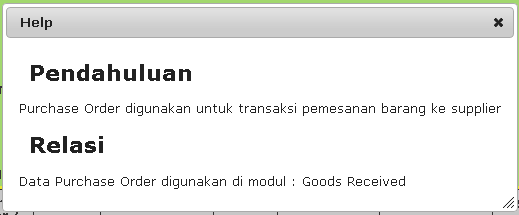 Help
Pendahuluan
Purchase Order digunakan untuk transaksi pemesanan barang ke supplier
Relasi
Data Purchase Order digunakan di modul : Goods Received